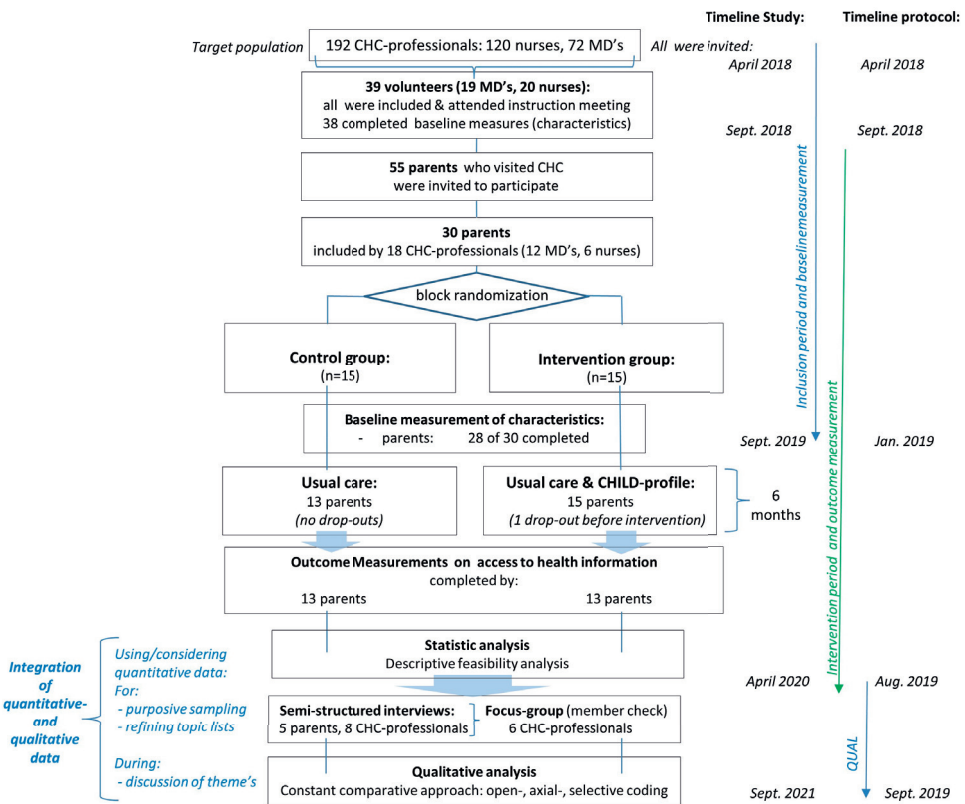 Timeline Study: Timeline protocol:
Target population 192 CHC-professionals: 120 nurses, 72 MD's All were invited:
April 2018 April 2018
39 volunteers (19 MD's, 20 nurses):
all were included & attended instruction meeting
38 completed baseline measures (characteristics)
Sept. 2018 Sept. 2018
55 parents who visited CHC
were invited to participate
30 parents
included by 18 CHC-professionals (12 MD's, 6 nurses)
block randomization
Inclusion period and baselinemeasurement
Control group:
(n=15)
Intervention group:
(n=15)
Baseline measurement of characteristics:
- parents: 28 of 30 completed
Sept. 2019 Jan. 2019
Usual care:
13 parents
(no drop-outs)
Usual care & CHILD-profile:
15 parents
(1 drop-out before intervention)
6
months
Intervention period and outcome measurement
Outcome Measurements on access to health information
completed by:
13 parents 13 parents
Statistic analysis
Descriptive feasibility analysis
April 2020 Aug. 2019
Integration
of
quantitative-
and
qualitative
data
Using/considering
quantitative data:
For:
- purposive sampling
- refining topic lists
During:
- discussion of theme's
Semi-structured interviews:
5 parents, 8 CHC-professionals
Focus-group (member check)
6 CHC-professionals
QUAL
Qualitative analysis
Constant comparative approach: open-, axial-, selective coding
Sept. 2021 Sept. 2019